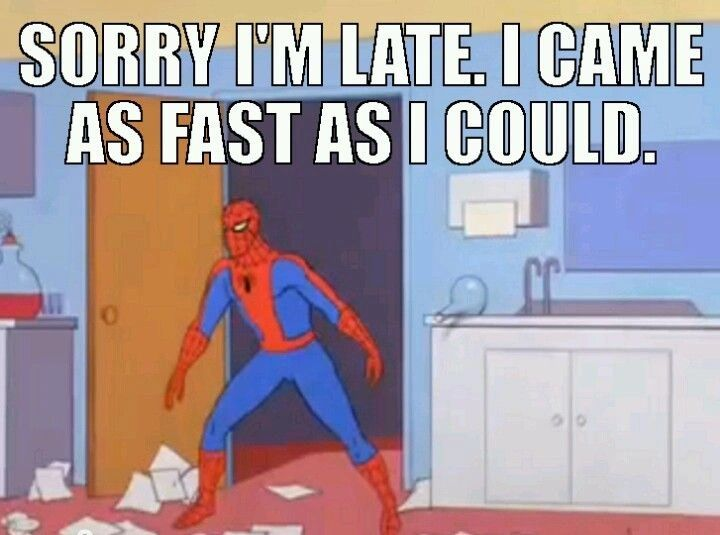 SORRY I'M LATE. I CAME
AS FAST AS I COULD.